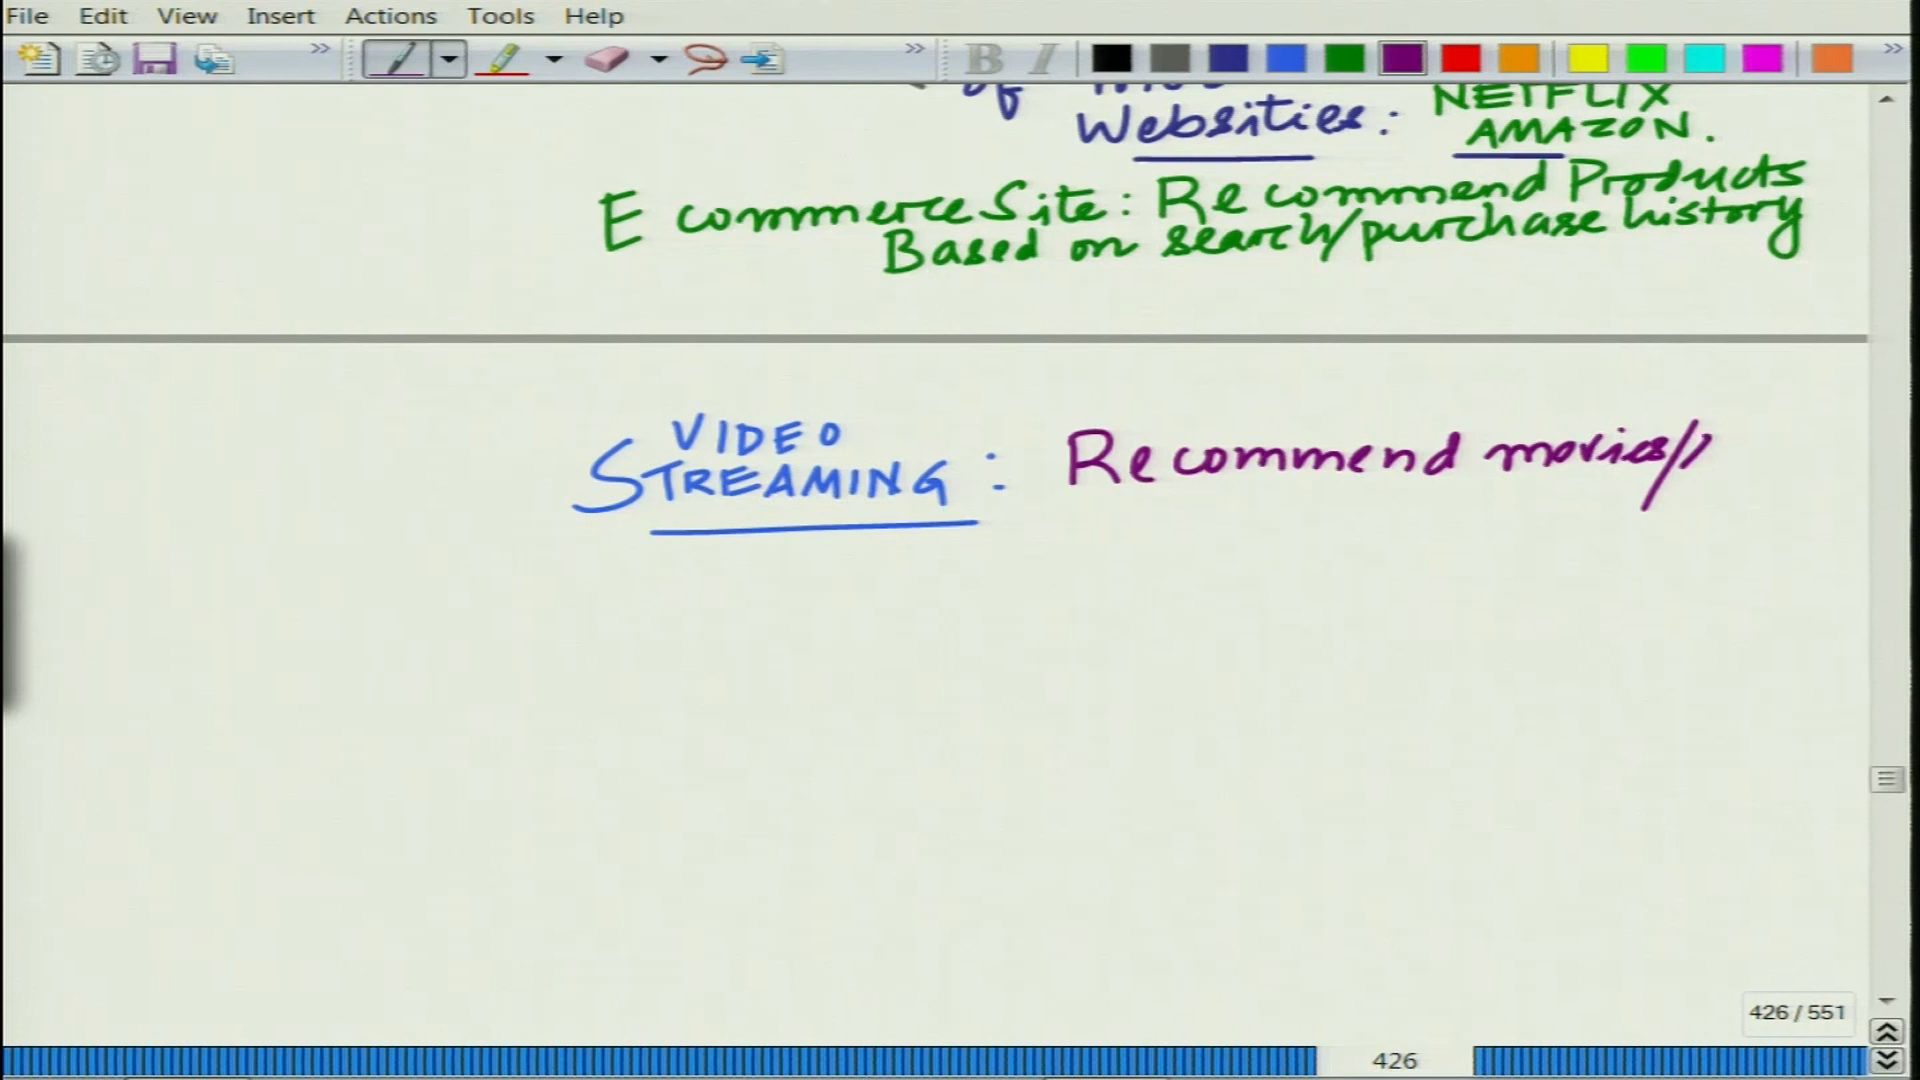 File Edit View Insert Actions Tools Help
B I
of
NETFLIX
Websities:
AMAZON.
E commerce Site: Recommend Products
Based on search/purchase history
VIDEO
STREAMING : Recommend movies/
426 / 551
426